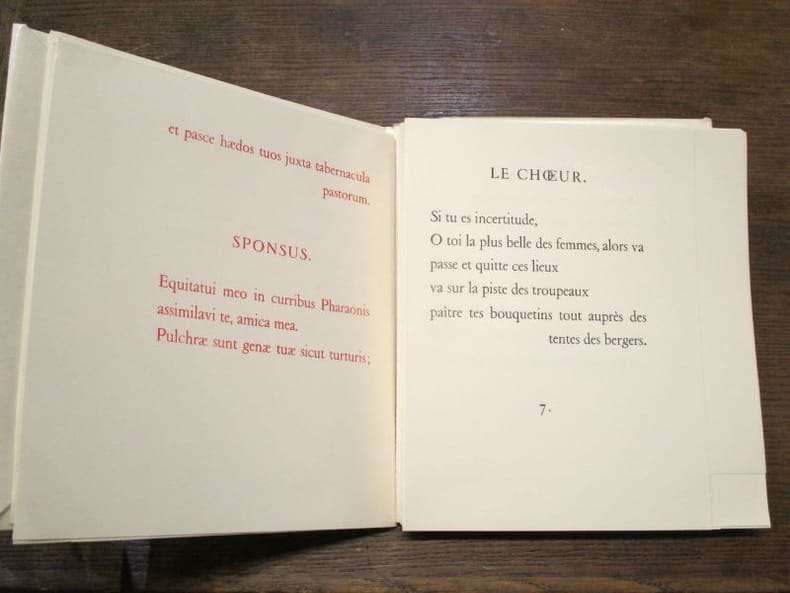 et pasce hædos tuos juxta tabernacula
pastorum.
SPONSUS.
Equitatui meo in curribus Pharaonis
assimilavi te, amica mea.
Pulchræ sunt genæ tuæ sicut turturis;
LE CHŒUR.
Si tu es incertitude,
O toi la plus belle des femmes, alors va
passe et quitte ces lieux
va sur la piste des troupeaux
paitre tes bouquetins tout auprès des
tentes des bergers.
7.